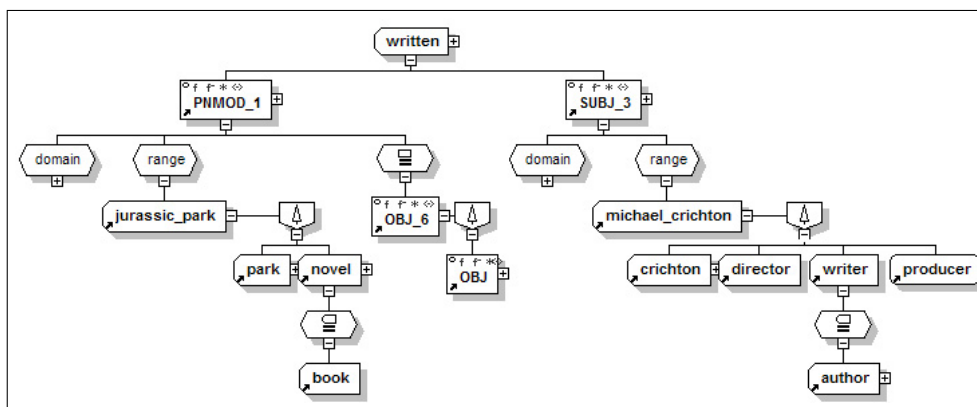 written
PNMOD_1 SUBJ_3
domain range domain range
jurassic_park OBJ_6 michael_crichton
park novel OBJ crichton director writer producer
book author